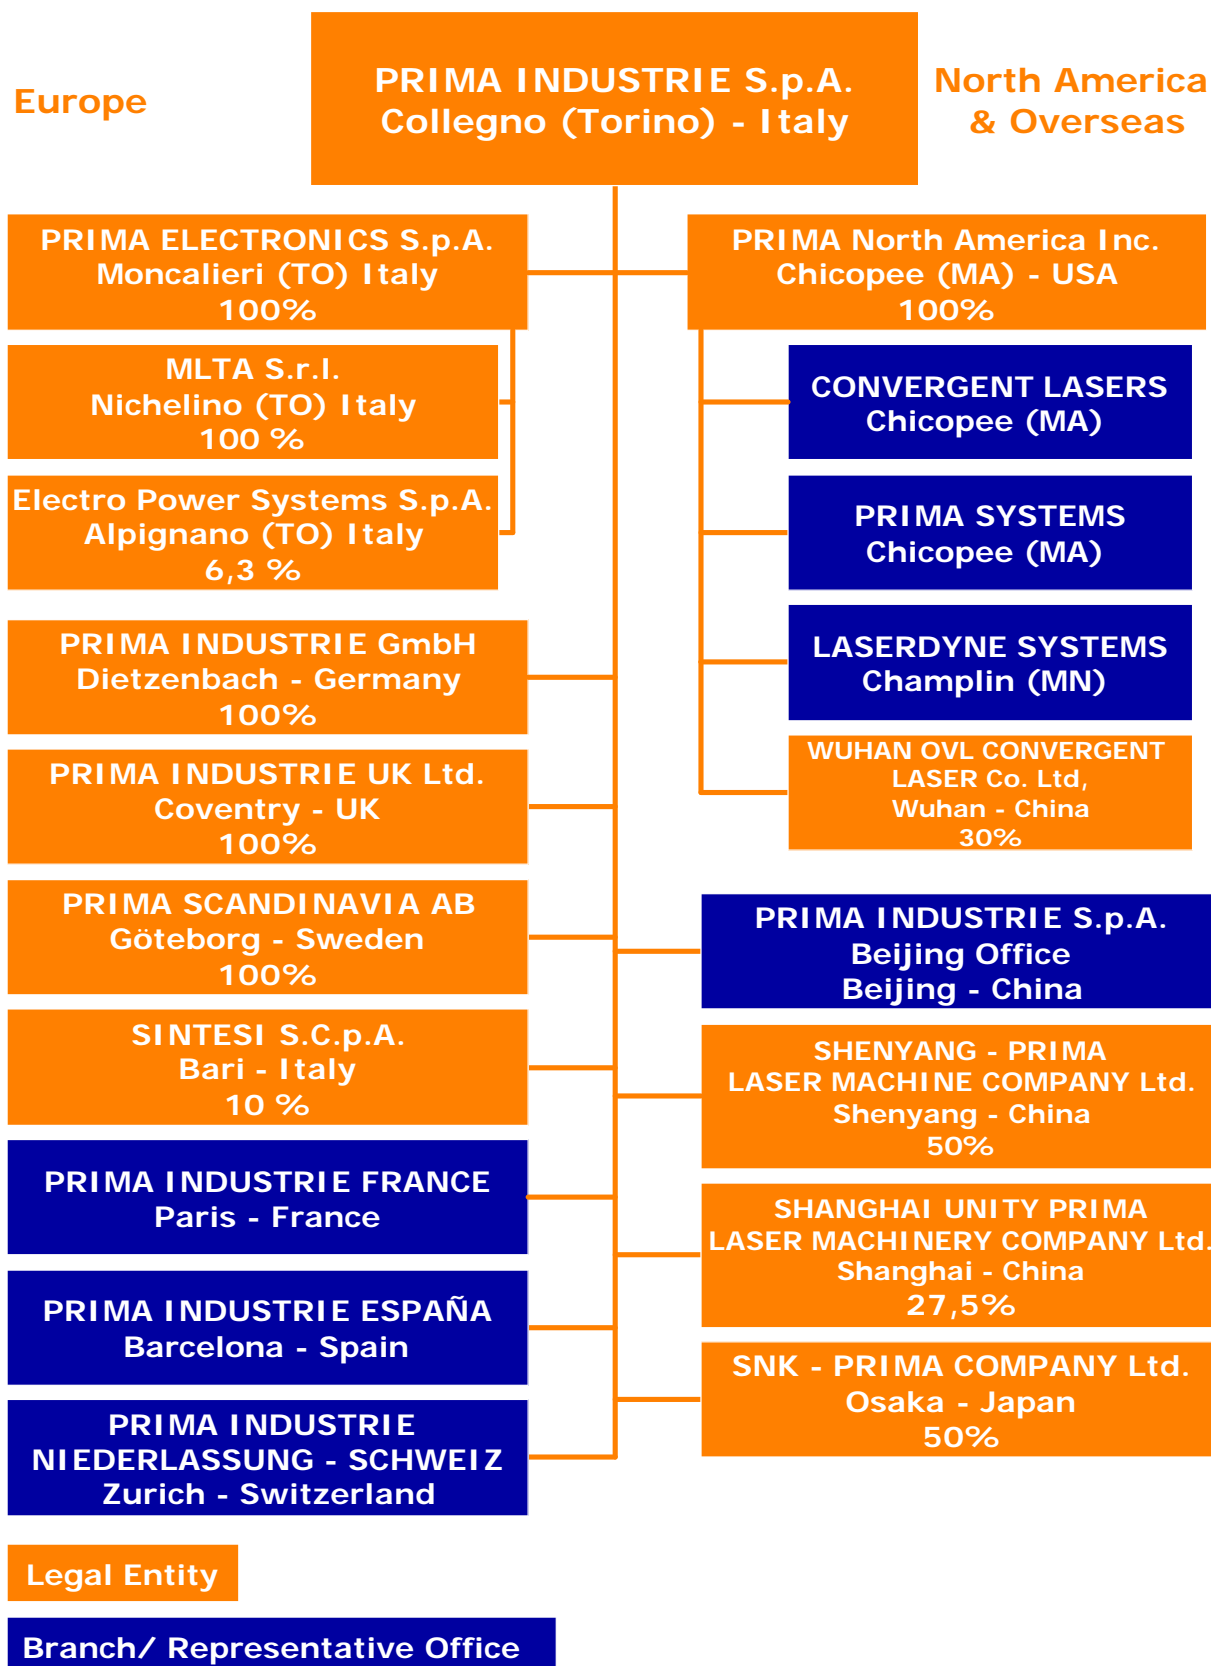 PRIMA INDUSTRIE S.p.A.
Collegno (Torino) - Italy
Europe
North America
& Overseas
PRIMA ELECTRONICS S.p.A.
Moncalieri (TO) Italy
100%
MLTA S.r.l.
Nichelino (TO) Italy
100 %
Electro Power Systems S.p.A.
Alpignano (TO) Italy
6,3 %
PRIMA INDUSTRIE GmbH
Dietzenbach - Germany
100%
PRIMA INDUSTRIE UK Ltd.
Coventry - UK
100%
PRIMA SCANDINAVIA AB
Göteborg - Sweden
100%
SINTESI S.C.p.A.
Bari - Italy
10 %
PRIMA INDUSTRIE FRANCE
Paris - France
PRIMA INDUSTRIE ESPAÑA
Barcelona - Spain
PRIMA INDUSTRIE
NIEDERLASSUNG - SCHWEIZ
Zurich - Switzerland
PRIMA North America Inc.
Chicopee (MA) - USA
100%
CONVERGENT LASERS
Chicopee (MA)
PRIMA SYSTEMS
Chicopee (MA)
LASERDYNE SYSTEMS
Champlin (MN)
WUHAN OVL CONVERGENT
LASER Co. Ltd,
Wuhan - China
30%
PRIMA INDUSTRIE S.p.A.
Beijing Office
Beijing - China
SHENYANG - PRIMA
LASER MACHINE COMPANY Ltd.
Shenyang - China
50%
SHANGHAI UNITY PRIMA
LASER MACHINERY COMPANY Ltd.
Shanghai - China
27,5%
SNK - PRIMA COMPANY Ltd.
Osaka - Japan
50%
Legal Entity
Branch/ Representative Office